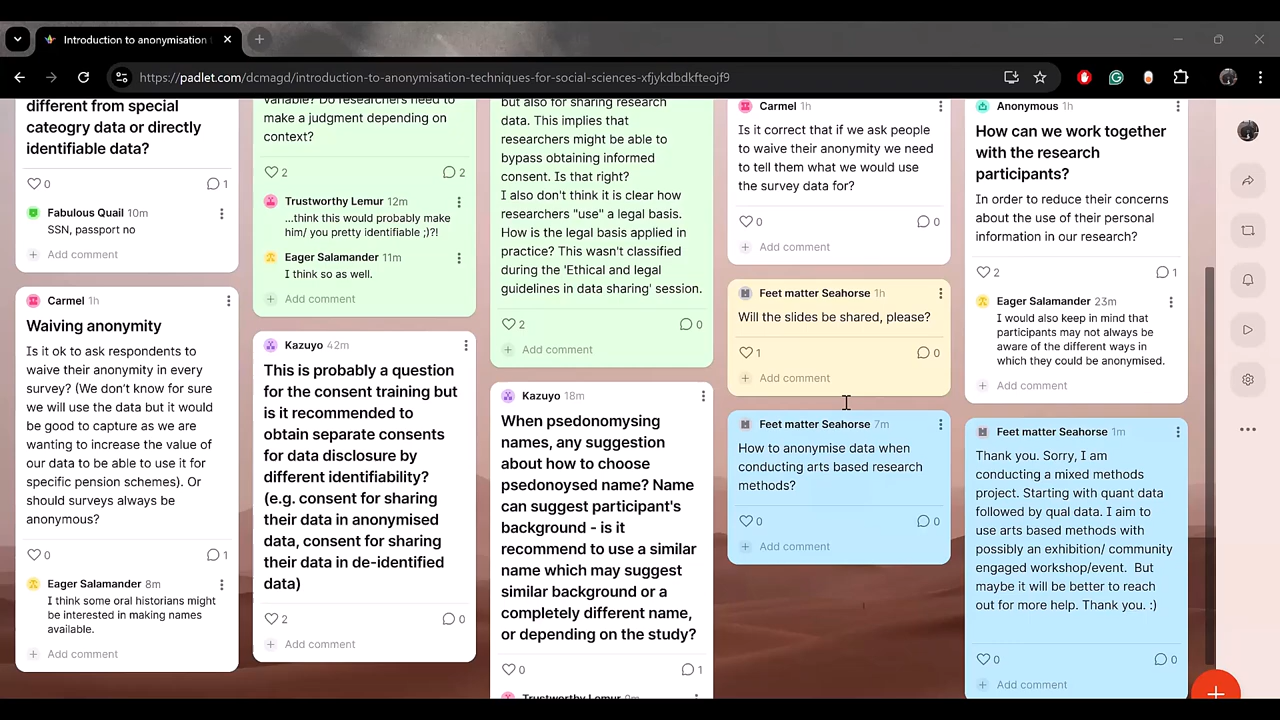 Introduction to anonymisation
https://padlet.com/dcmagd/introduction-to-anonymisation-techniques-for-social-sciences-xfjykdbdkfteojf9
different from special
cateogry data or directly
identifiable data?
0
1
Fabulous Quail 10m
SSN, passport no
Add comment
Carmel 1h
Waiving anonymity
Is it ok to ask respondents to
waive their anonymity in every
survey? (We don't know for sure
we will use the data but it would
be good to capture as we are
wanting to increase the value of
our data to be able to use it for
specific pension schemes). Or
should surveys always be
anonymous?
0
1
Eager Salamander 8m
I think some oral historians might
be interested in making names
available.
Add comment
variable? Do researchers need to
make a judgment depending on
context?
2
2
Trustworthy Lemur 12m
...think this would probably make
him/ you pretty identifiable ;)?!
Eager Salamander 11m
I think so as well.
Add comment
Kazuyo 42m
This is probably a question
for the consent training but
is it recommended to
obtain separate consents
for data disclosure by
different identifiability?
(e.g. consent for sharing
their data in anonymised
data, consent for sharing
their data in de-identified
data)
2
0
Add comment
but also for sharing research
data. This implies that
researchers might be able to
bypass obtaining informed
consent. Is that right?
I also don't think it is clear how
researchers "use" a legal basis.
How is the legal basis applied in
practice? This wasn't classified
during the 'Ethical and legal
guidelines in data sharing' session.
2
0
Add comment
Kazuyo 18m
When psedonomysing
names, any suggestion
about how to choose
psedonoysed name? Name
can suggest participant's
background - is it
recommend to use a similar
name which may suggest
similar background or a
completely different name,
or depending on the study?
0
1
Trustworthy Lemur
Carmel 1h
Is it correct that if we ask people
to waive their anonymity we need
to tell them what we would use
the survey data for?
0
0
Add comment
Feet matter Seahorse 1h
Will the slides be shared, please?
1
0
Add comment
Feet matter Seahorse 7m
How to anonymise data when
conducting arts based research
methods?
0
0
Add comment
Anonymous 1h
How can we work together
with the research
participants?
In order to reduce their concerns
about the use of their personal
information in our research?
2
1
Eager Salamander 23m
I would also keep in mind that
participants may not always be
aware of the different ways in
which they could be anonymised.
Add comment
Feet matter Seahorse 1m
Thank you. Sorry, I am
conducting a mixed methods
project. Starting with quant data
followed by qual data. I aim to
use arts based methods with
possibly an exhibition/ community
engaged workshop/event. But
maybe it will be better to reach
out for more help. Thank you. :)
0
0
Add comment